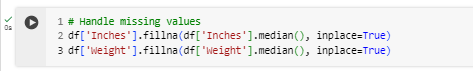 0s
1 # Handle missing values
2 df['Inches'].fillna(df['Inches'].median(), inplace=True)
3 df['Weight'].fillna(df['Weight'].median(), inplace=True)